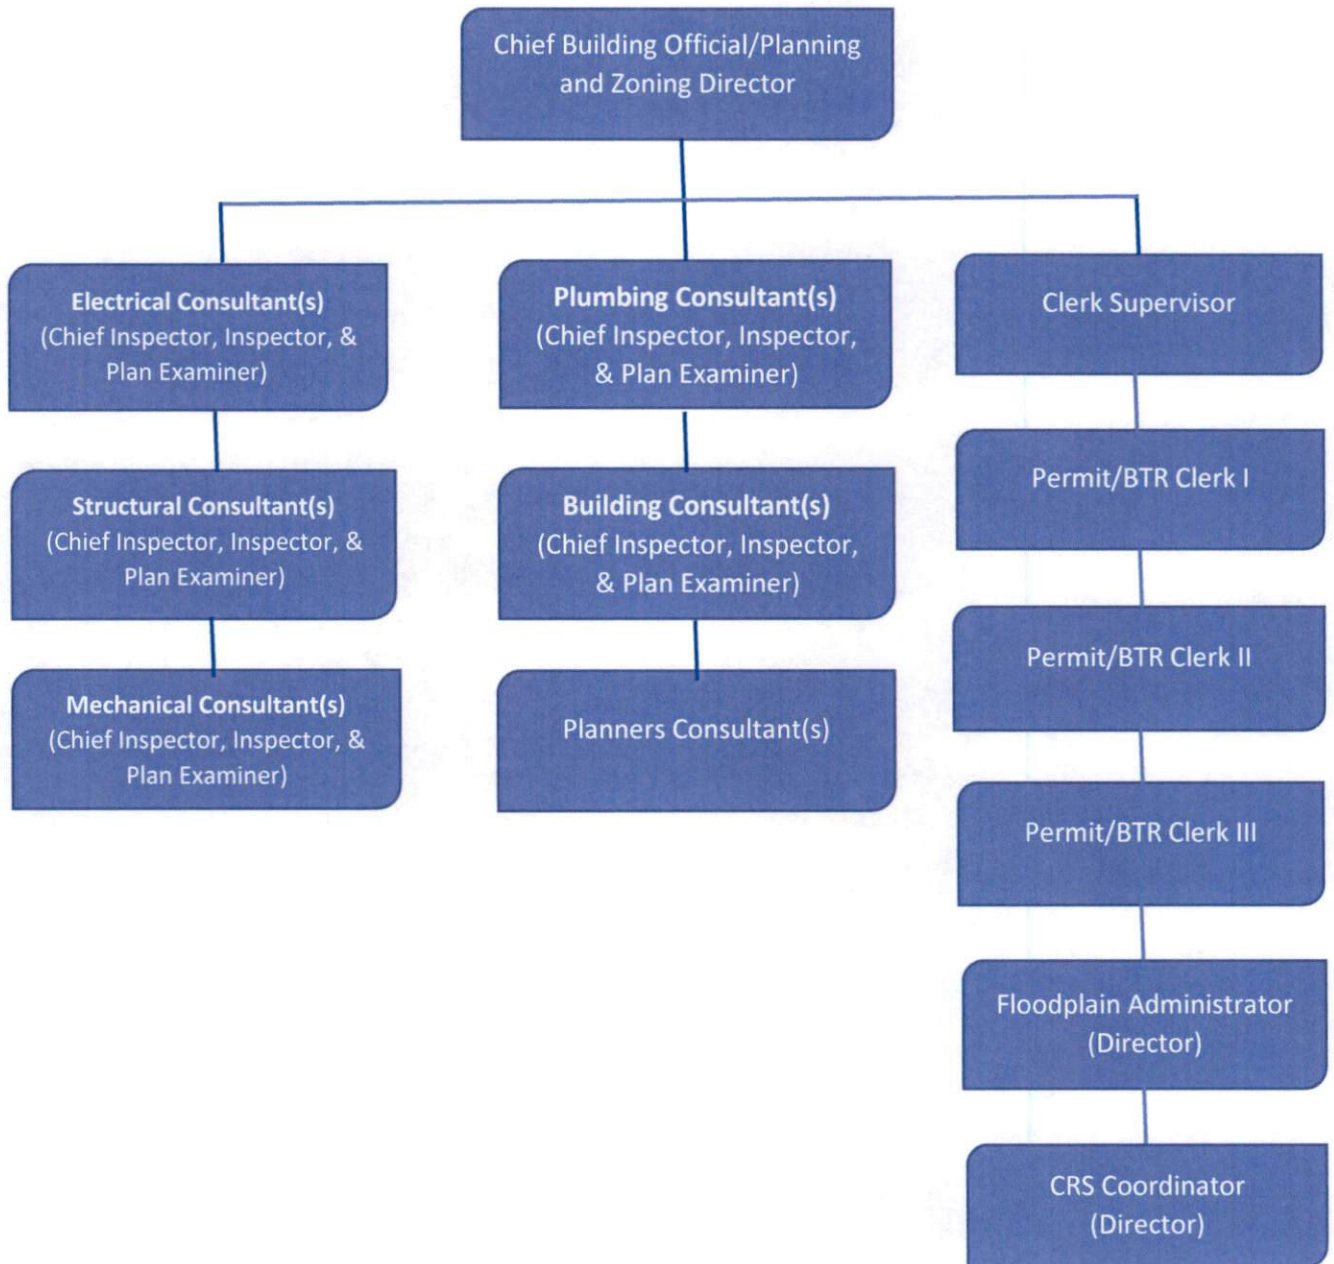 Chief Building Official/Planning
and Zoning Director
Electrical Consultant(s)
(Chief Inspector, Inspector, &
Plan Examiner)
Structural Consultant(s)
(Chief Inspector, Inspector, &
Plan Examiner)
Mechanical Consultant(s)
(Chief Inspector, Inspector, &
Plan Examiner)
Plumbing Consultant(s)
(Chief Inspector, Inspector,
& Plan Examiner)
Building Consultant(s)
(Chief Inspector, Inspector,
& Plan Examiner)
Planners Consultant(s)
Clerk Supervisor
Permit/BTR Clerk I
Permit/BTR Clerk II
Permit/BTR Clerk III
Floodplain Administrator
(Director)
CRS Coordinator
(Director)